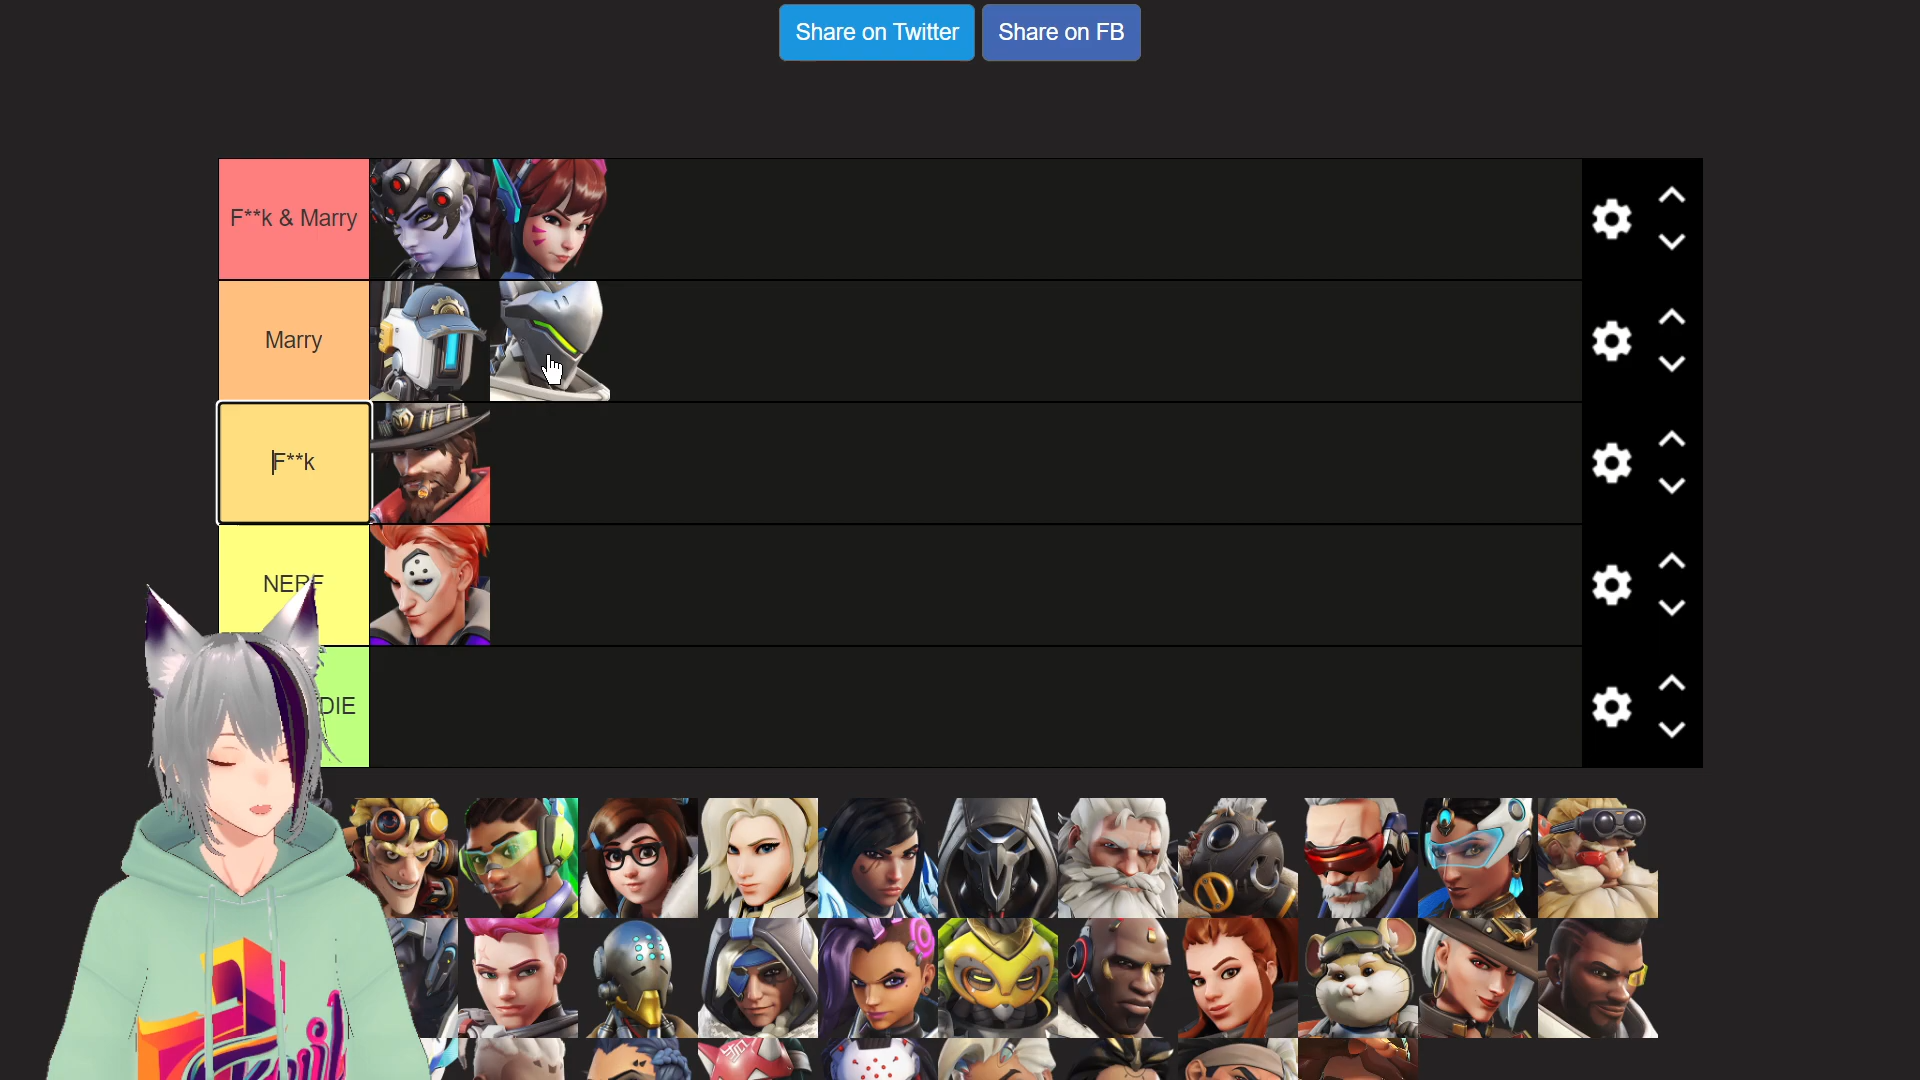 Share on Twitter
Share on FB
F**k & Marry
Marry
F**k
NERF
DIE